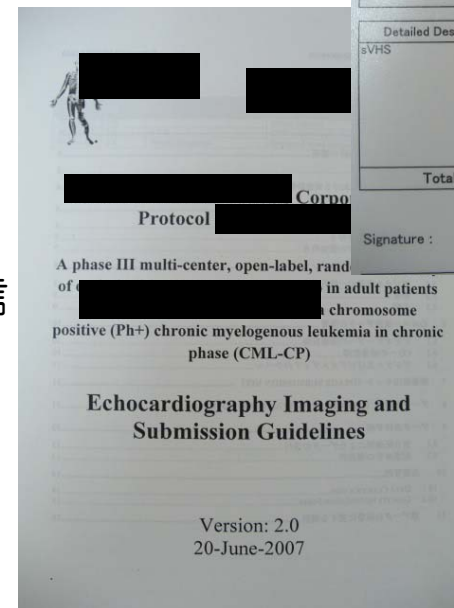 Detailed Des
sVHS
Tota
Signature :
Corpo
Protocol
A phase III multi-center, open-label, rand
of
in adult patients
chromosome
positive (Ph+) chronic myelogenous leukemia in chronic
phase (CML-CP)
Echocardiography Imaging and
Submission Guidelines
Version: 2.0
20-June-2007